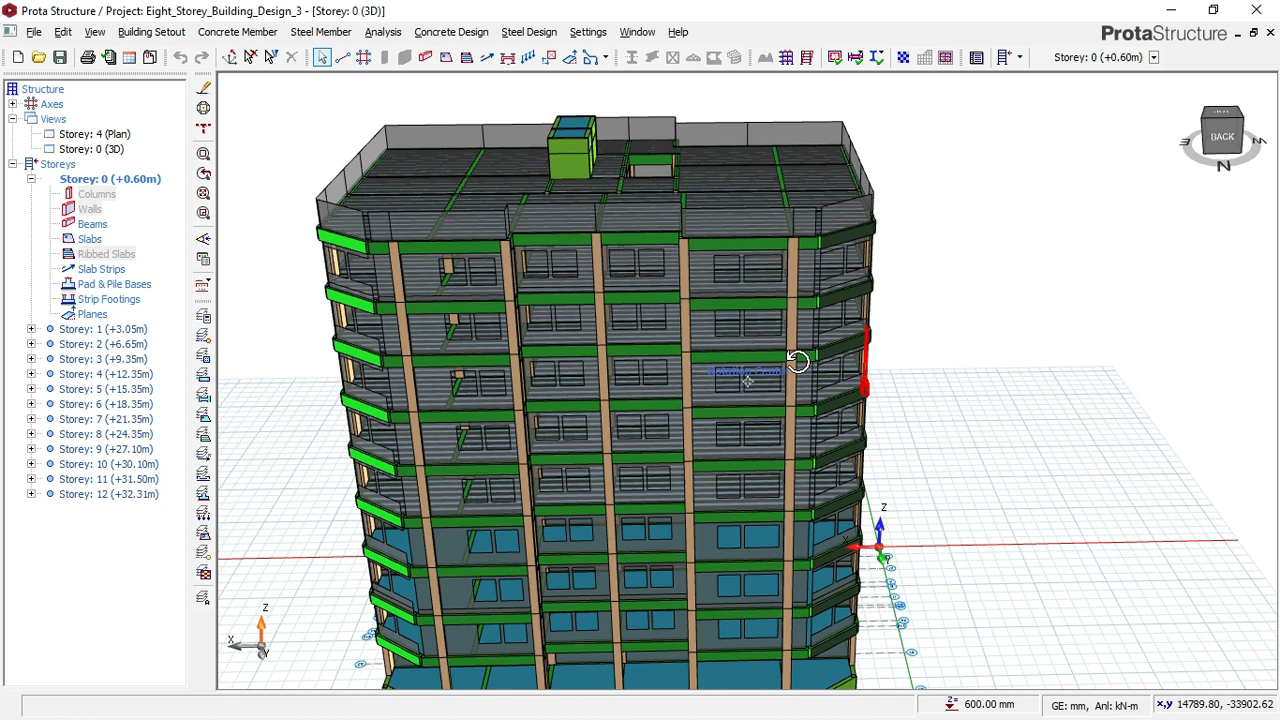 Prota Structure / Project: Eight_Storey_Building_Design_3 - [Storey: 0 (3D)]
File Edit View Building Setout Concrete Member Steel Member Analysis Concrete Design Steel Design Settings Window Help
ProtaStructure
Storey: 0 (+0.60m)
Structure
Axes
Views
Storey: 4 (Plan)
Storey: 0 (3D)
Storeys
Storey: 0 (+0.60m)
Columns
Walls
Beams
Slabs
Ribbed Slabs
Slab Strips
Pad & Pile Bases
Strip Footings
Planes
Storey: 1 (+3.05m)
Storey: 2 (+6.65m)
Storey: 3 (+9.35m)
Storey: 4 (+12.35m)
Storey: 5 (+15.35m)
Storey: 6 (+18.35m)
Storey: 7 (+21.35m)
Storey: 8 (+24.35m)
Storey: 9 (+27.10m)
Storey: 10 (+30.10m)
Storey: 11 (+31.50m)
Storey: 12 (+32.31m)
BACK
N
Rotation Center
Z
X
Z
X
Y
Z= 600.00 mm
GE: mm, Anl: kN-m
x,y 14789.80, -33902.62